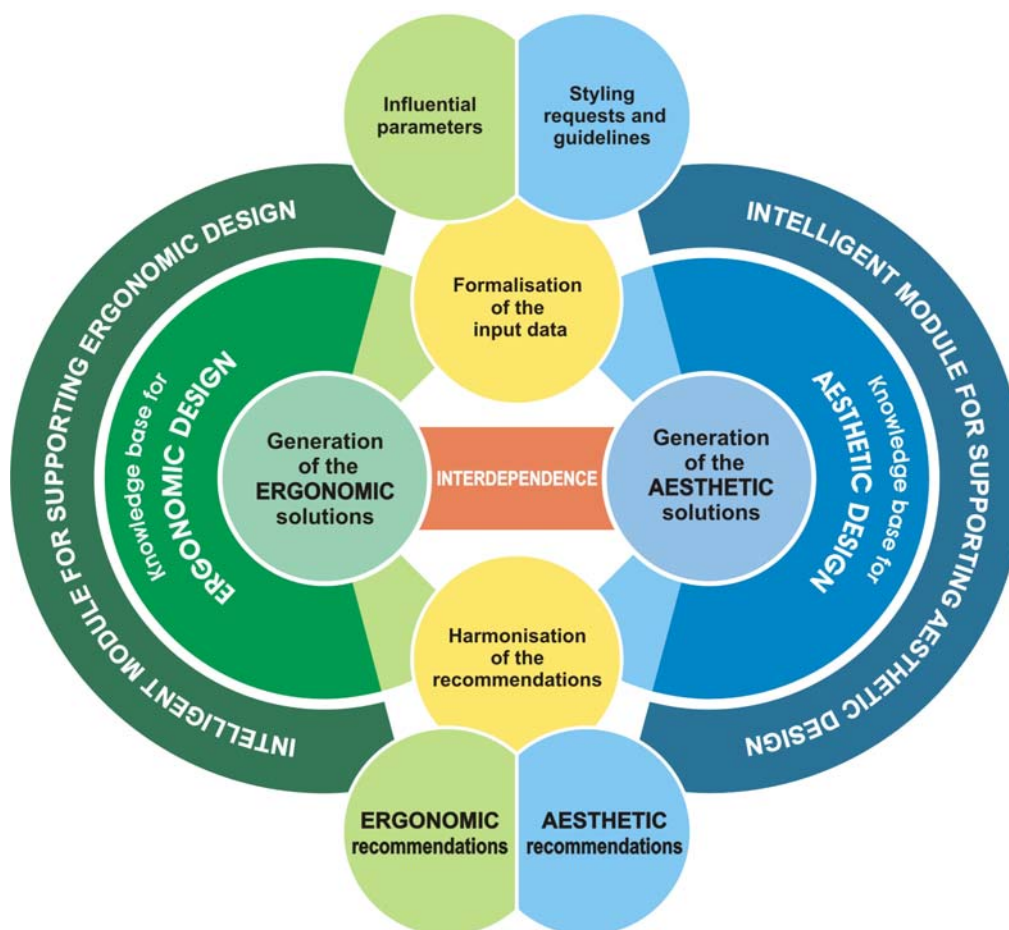 Influential
parameters
Styling
requests and
guidelines
INTELLIGENT MODULE FOR SUPPORTING ERGONOMIC DESIGN
INTELLIGENT MODULE FOR SUPPORTING AESTHETIC DESIGN
Formalisation
of the
input data
Knowledge base for
ERGONOMIC DESIGN
Generation
of the
ERGONOMIC
solutions
INTERDEPENDENCE
Generation
of the
AESTHETIC
solutions
Knowledge base for
AESTHETIC DESIGN
Harmonisation
of the
recommendations
ERGONOMIC
recommendations
AESTHETIC
recommendations